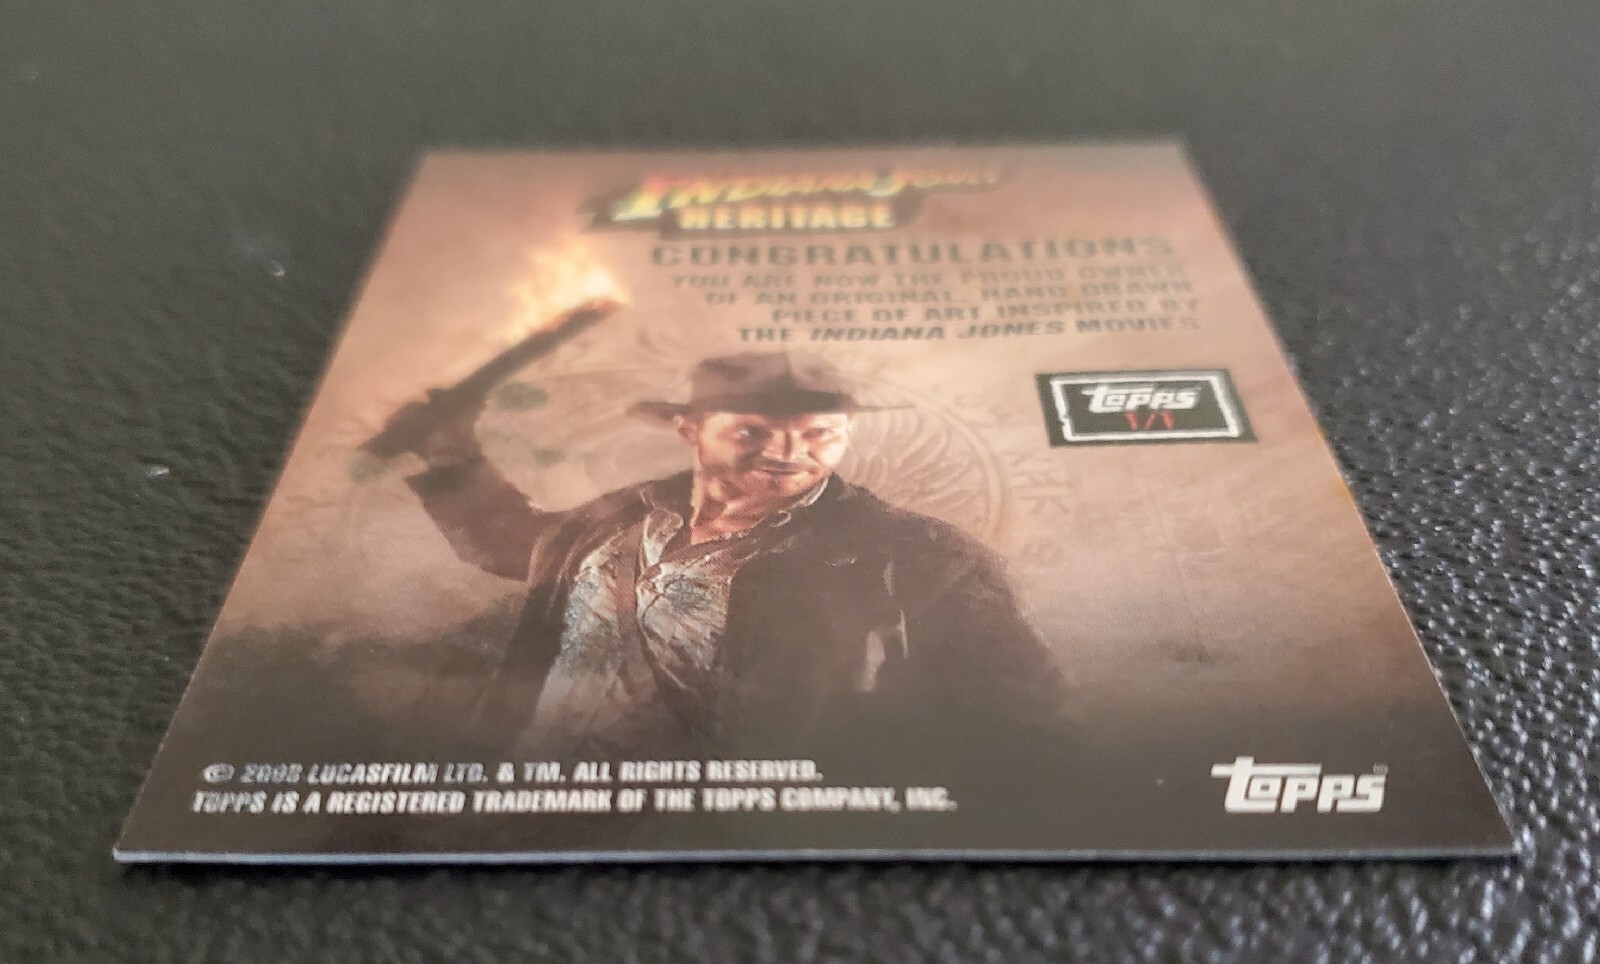 INDIANA JONES
HERITAGE
CONGRATULATIONS
YOU ARE NOW THE PROUD OWNER
OF AN ORIGINAL, HAND DRAWN
PIECE OF ART INSPIRED BY
THE INDIANA JONES MOVIES
TOPPS
1/1
© 2008 LUCASFILM LTD. & TM. ALL RIGHTS RESERVED.
TOPPS IS A REGISTERED TRADEMARK OF THE TOPPS COMPANY, INC.
TOPPS®